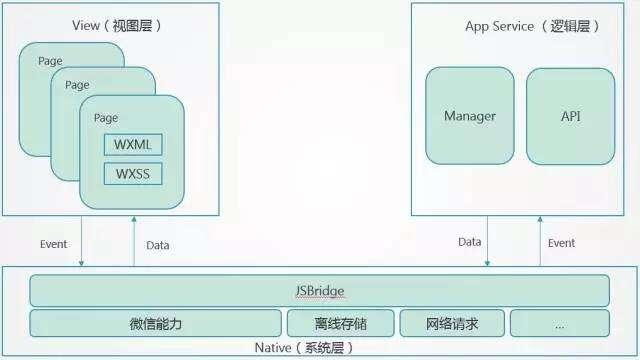 View（视图层）
Page
Page
Page
WXML
WXSS
App Service （逻辑层）
Manager
API
Event
Data
Data
Event
JSBridge
微信能力
离线存储
网络请求
...
Native（系统层）